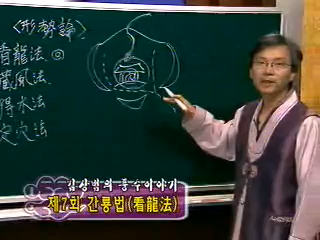 <形勢論>
看龍法 ◎
藏風法
得水法
定穴法
김상범의 풍수이야기
제7회 간룡법(看龍法)